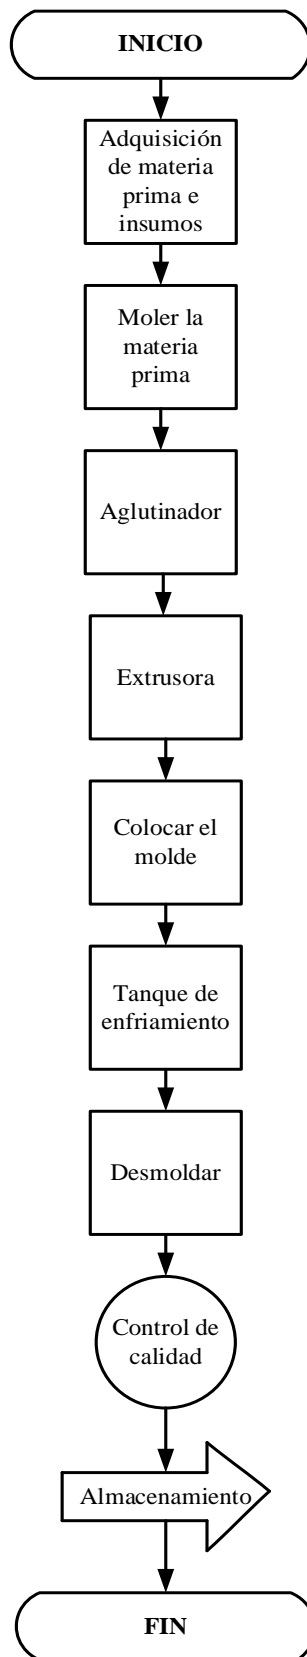 INICIO
Adquisición
de materia
prima e
insumos
Moler la
materia
prima
Aglutinador
Extrusora
Colocar el
molde
Tanque de
enfriamiento
Desmoldar
Control de
calidad
Almacenamiento
FIN